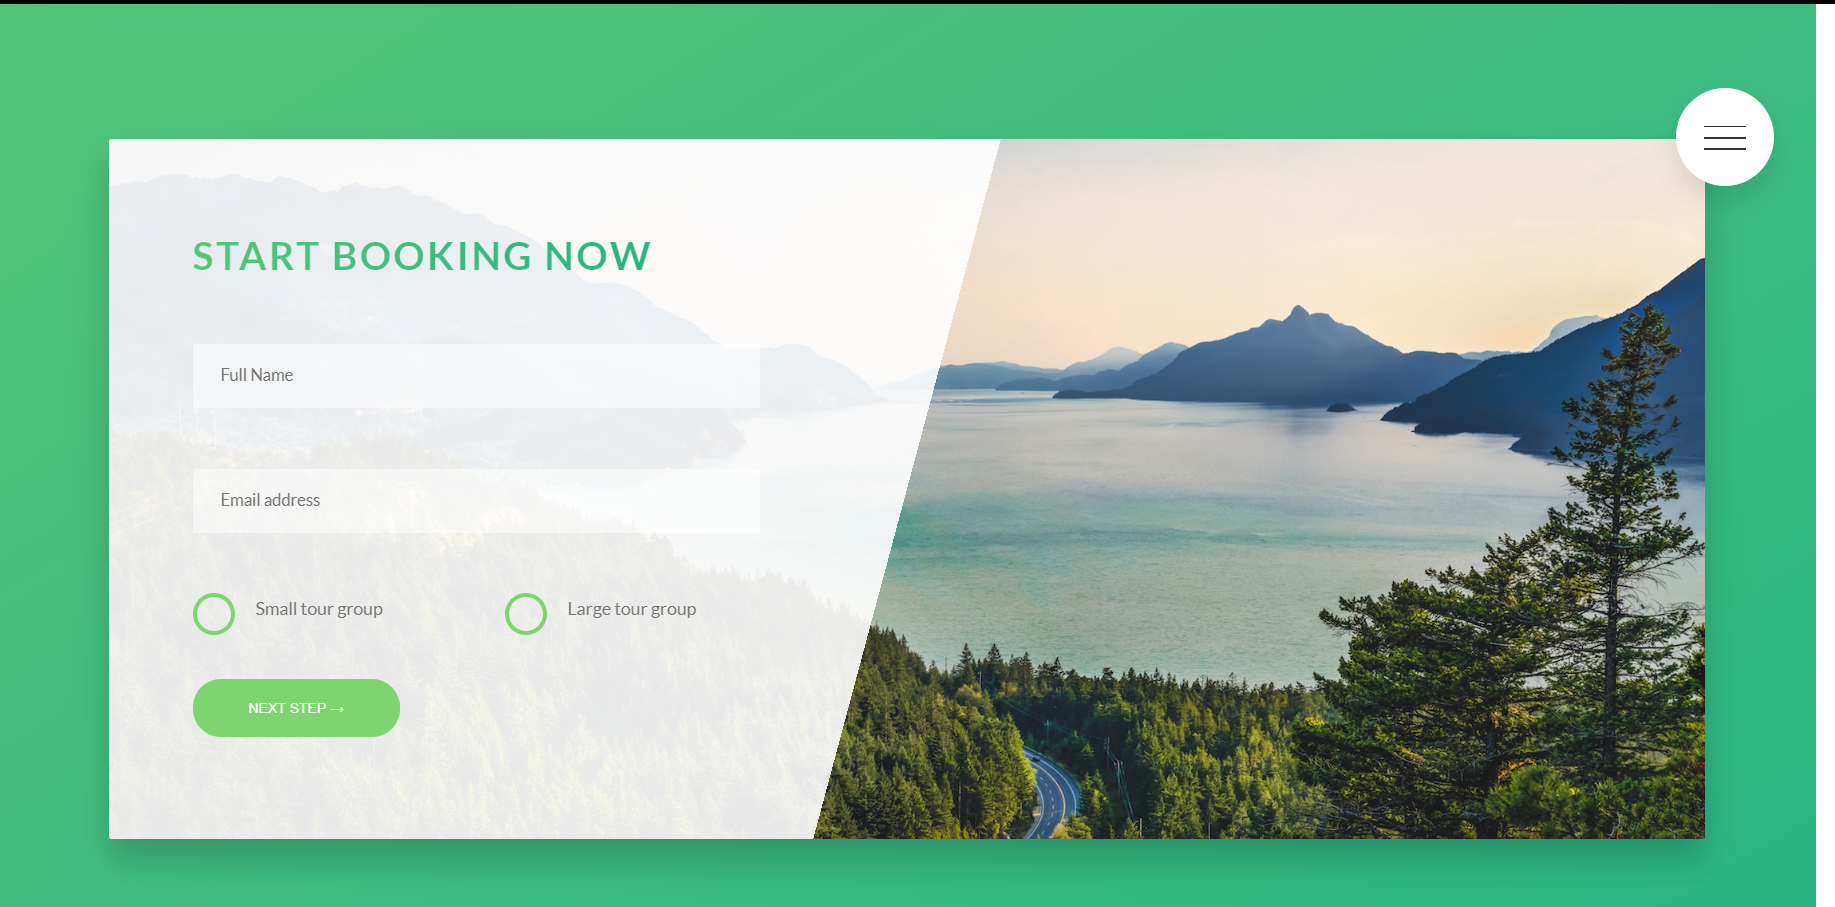 START BOOKING NOW
Full Name
Email address
Small tour group
Large tour group
NEXT STEP →